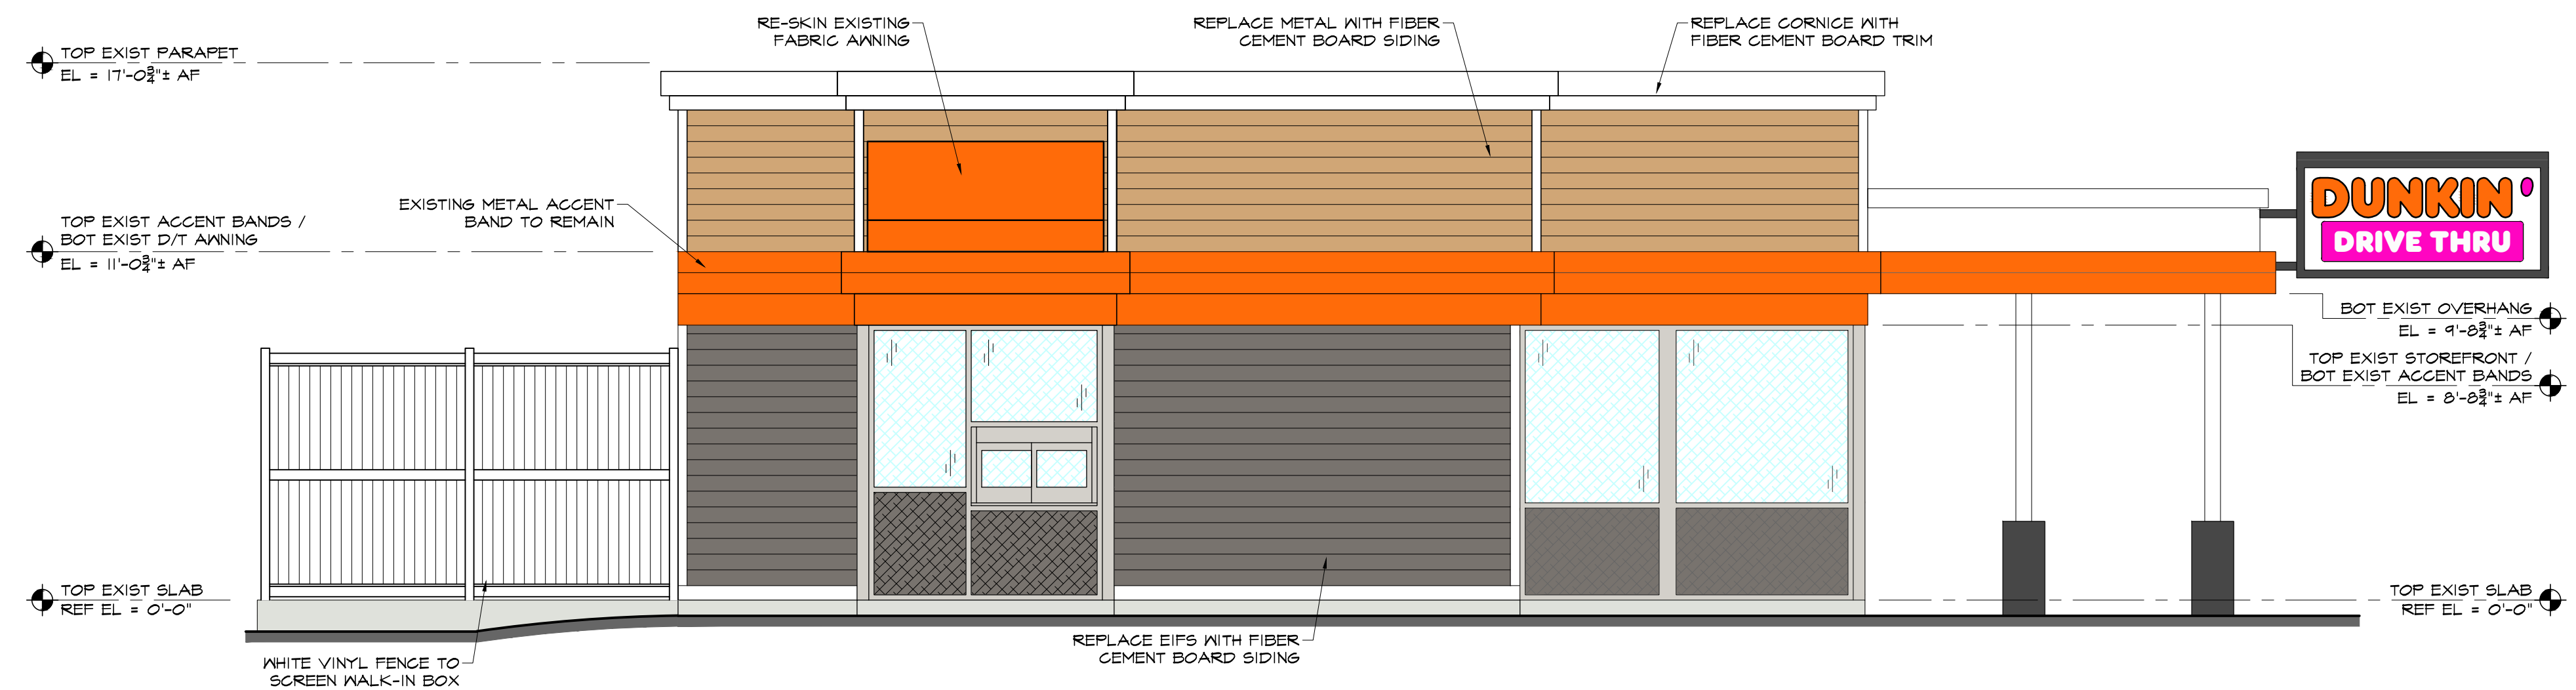 RE-SKIN EXISTING
FABRIC AWNING
REPLACE METAL WITH FIBER
CEMENT BOARD SIDING
REPLACE CORNICE WITH
FIBER CEMENT BOARD TRIM
TOP EXIST PARAPET
EL = 17'-0¾"± AF
EXISTING METAL ACCENT
BAND TO REMAIN
TOP EXIST ACCENT BANDS /
BOT EXIST D/T AWNING
EL = 11'-0¾"± AF
DUNKIN'
DRIVE THRU
BOT EXIST OVERHANG
EL = 9'-8¾"± AF
TOP EXIST STOREFRONT /
BOT EXIST ACCENT BANDS
EL = 8'-8¾"± AF
TOP EXIST SLAB
REF EL = 0'-0"
TOP EXIST SLAB
REF EL = 0'-0"
WHITE VINYL FENCE TO
SCREEN WALK-IN BOX
REPLACE EIFS WITH FIBER
CEMENT BOARD SIDING